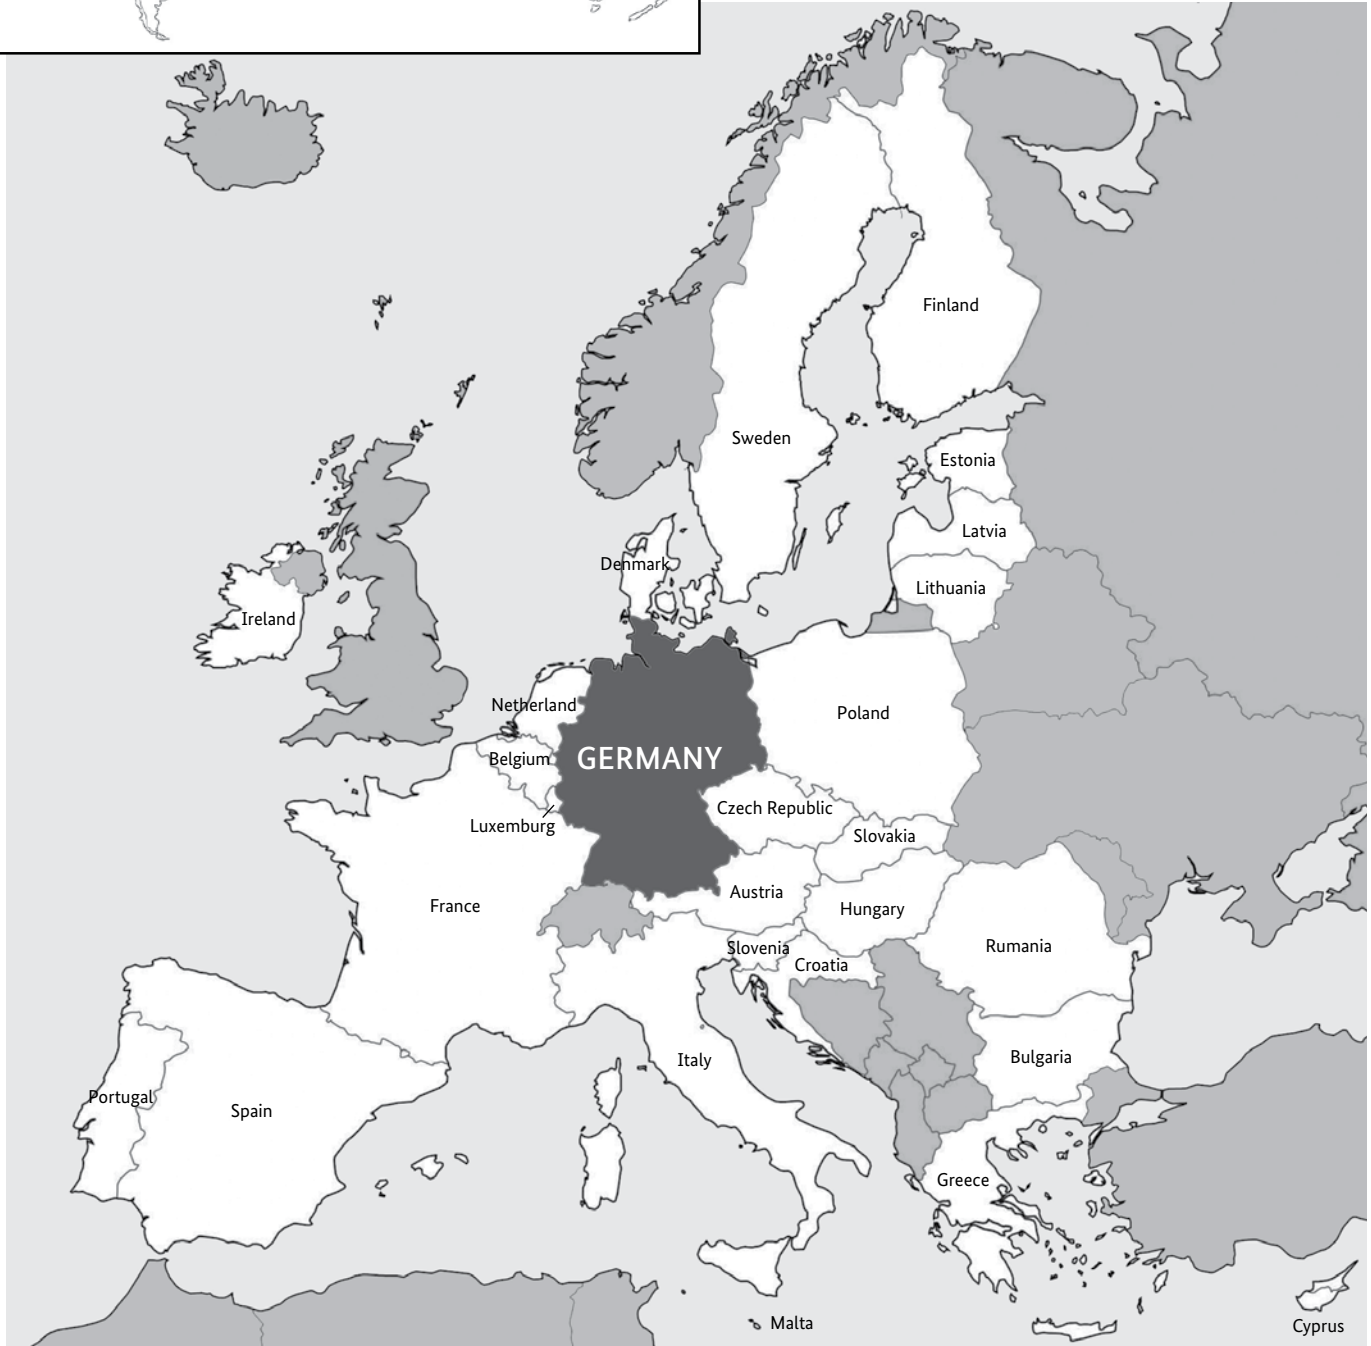 Finland
Sweden
Estonia
Latvia
Denmark
Lithuania
Ireland
Netherland
Poland
Belgium
GERMANY
Czech Republic
Luxemburg
Slovakia
Austria
France
Hungary
Slovenia
Rumania
Croatia
Italy
Bulgaria
Portugal
Spain
Greece
Malta
Cyprus